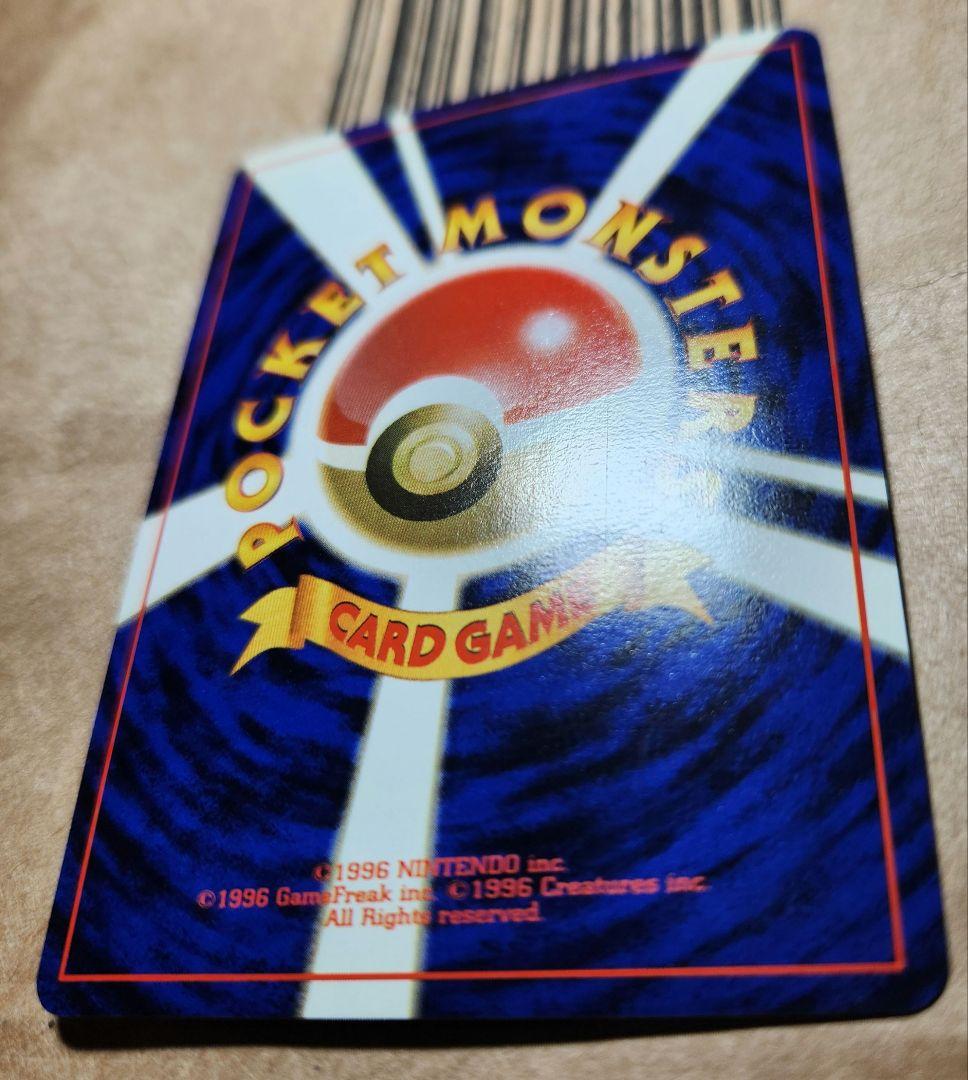 POCKET MONSTERS
CARD GAME
©1996 NINTENDO inc.
©1996 GameFreak inc. ©1996 Creatures inc.
All Rights reserved.